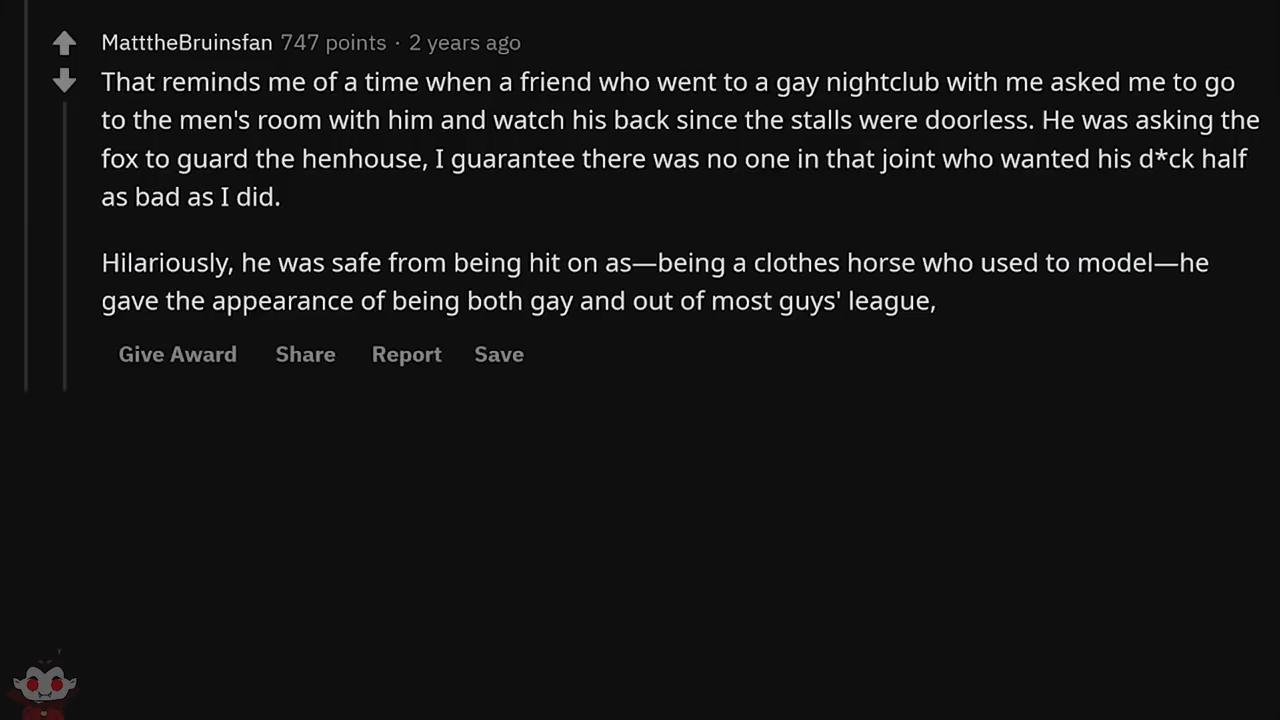 MatttheBruinsfan 747 points · 2 years ago
That reminds me of a time when a friend who went to a gay nightclub with me asked me to go
to the men's room with him and watch his back since the stalls were doorless. He was asking the
fox to guard the henhouse, I guarantee there was no one in that joint who wanted his d*ck half
as bad as I did.
Hilariously, he was safe from being hit on as—being a clothes horse who used to model—he
gave the appearance of being both gay and out of most guys' league,
Give Award Share Report Save